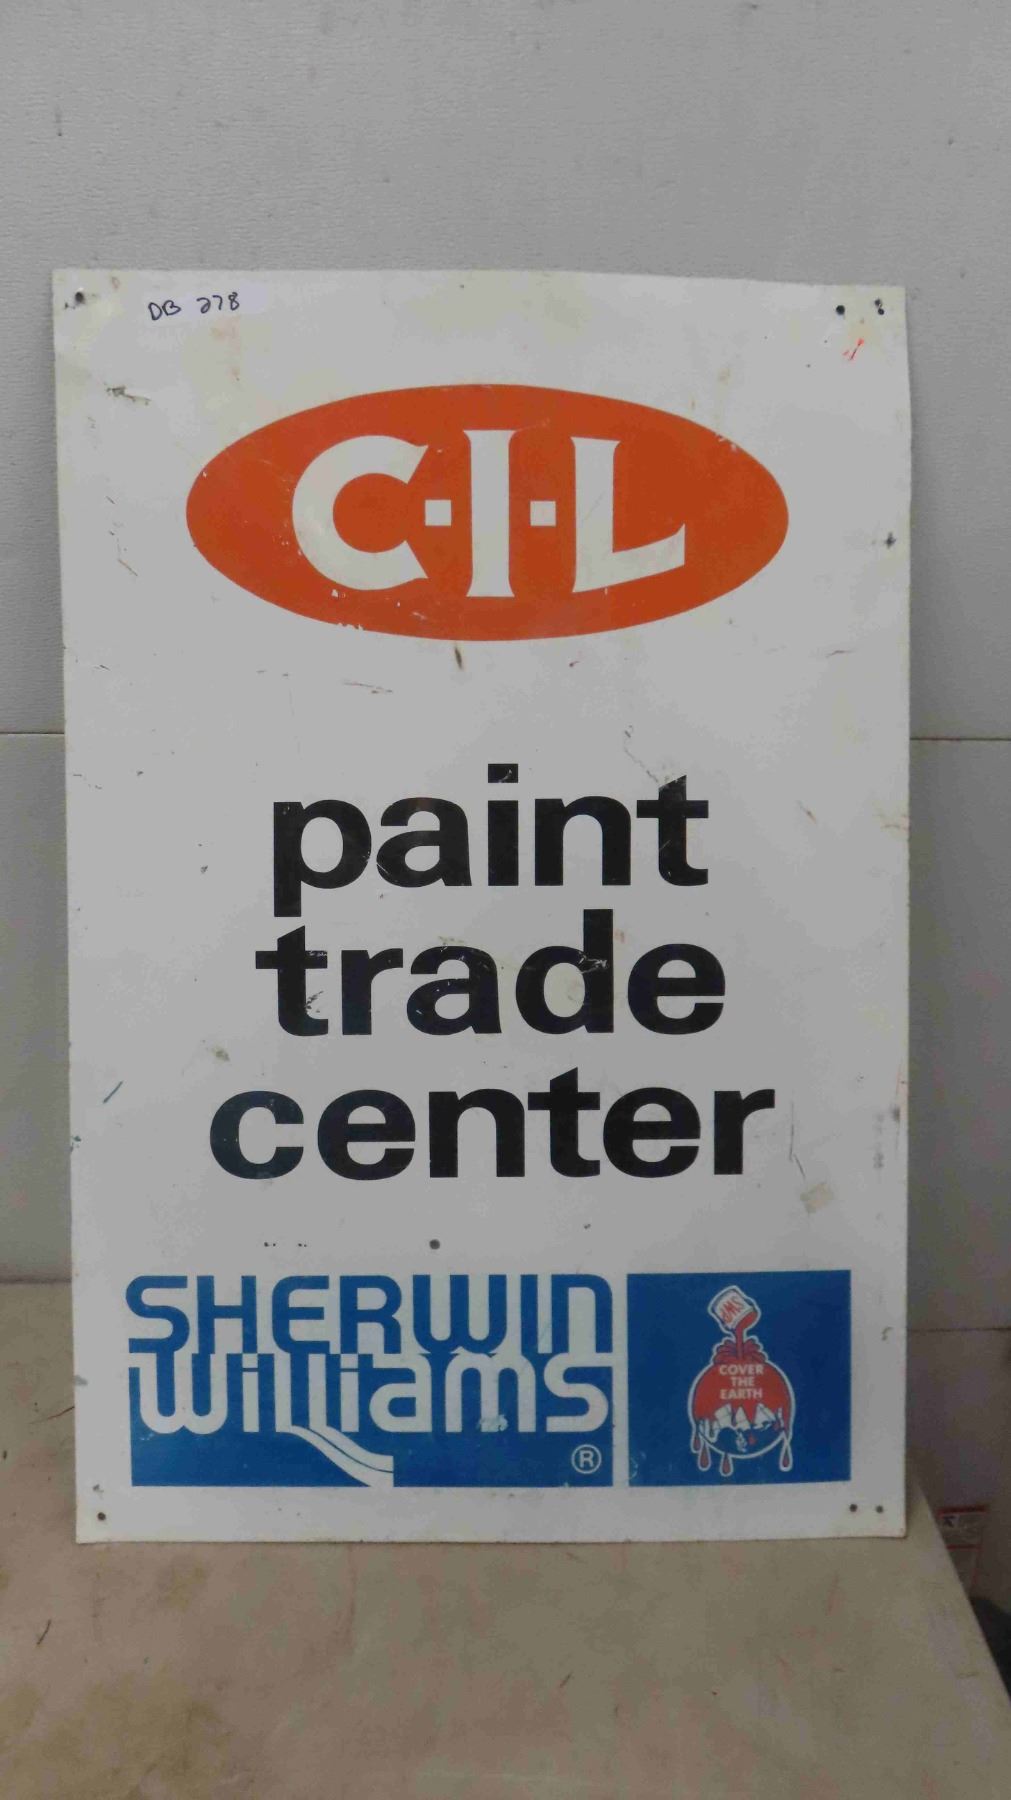 DB 278
C·I·L
paint
trade
center
SHERWIN
Williams
®
SWP
COVER
THE
EARTH